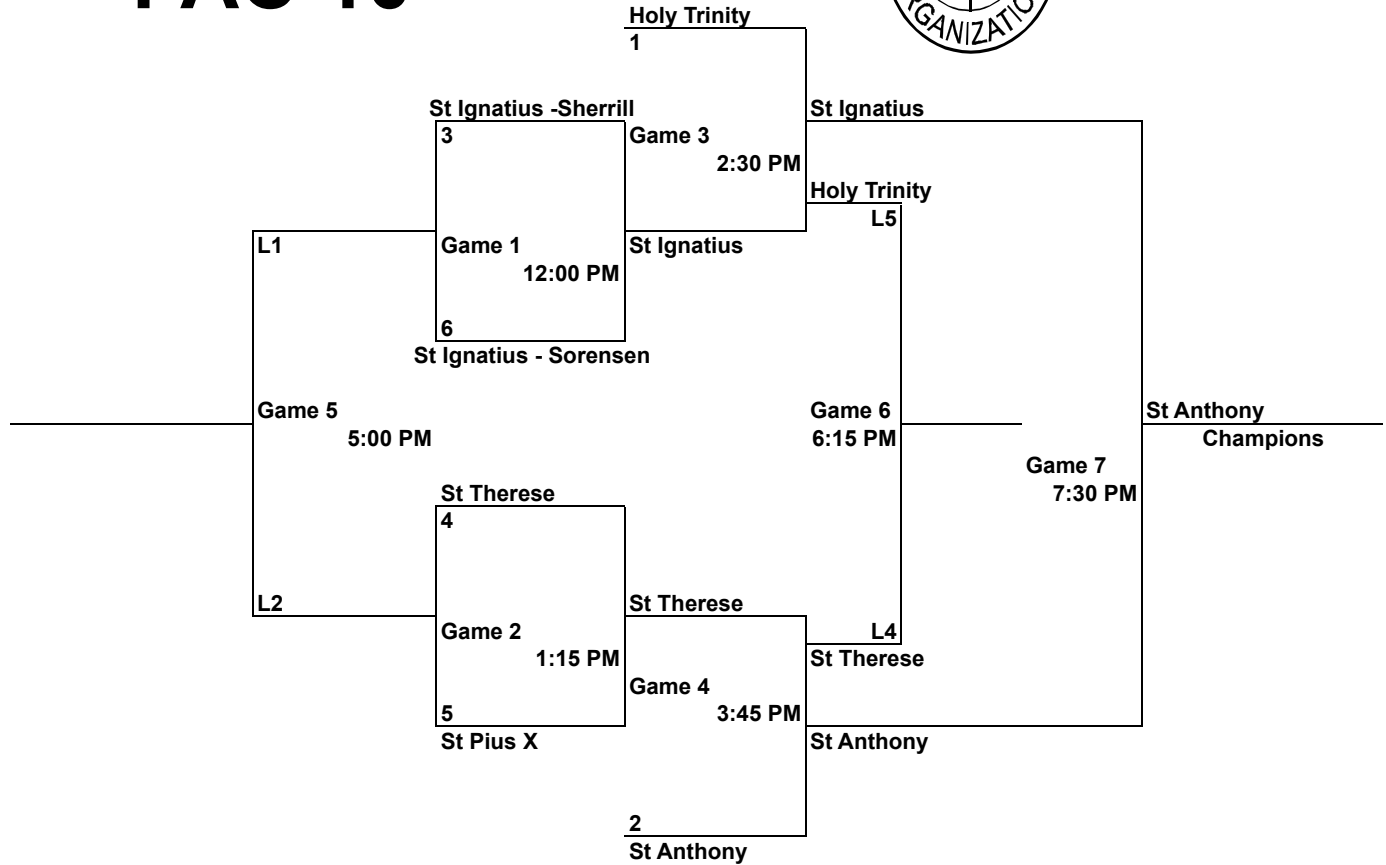 Holy Trinity
1
St Ignatius -Sherrill
3
Game 3
2:30 PM
St Ignatius
Holy Trinity
L5
L1
Game 1
12:00 PM
St Ignatius
6
St Ignatius - Sorensen
Game 5
5:00 PM
Game 6
6:15 PM
St Anthony
Champions
Game 7
7:30 PM
St Therese
4
L2
Game 2
1:15 PM
St Therese
L4
St Therese
Game 4
3:45 PM
5
St Pius X
St Anthony
2
St Anthony